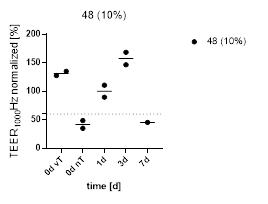 48 (10%)
200
150
100
50
0
TEER1000Hz normalized [%]
0d vT
0d nT
1d
3d
7d
time [d]
48 (10%)